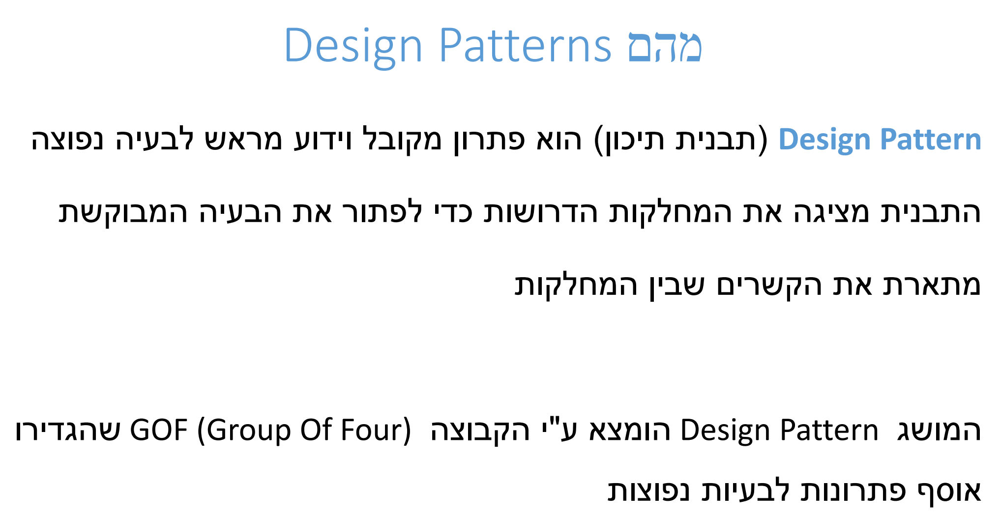 מהם Design Patterns
Design Pattern (תבנית תיכון) הוא פתרון מקובל וידוע מראש לבעיה נפוצה
התבנית מציגה את המחלקות הדרושות כדי לפתור את הבעיה המבוקשת
מתארת את הקשרים שבין המחלקות
המושג Design Pattern הומצא ע"י הקבוצה GOF (Group Of Four) שהגדירו
אוסף פתרונות לבעיות נפוצות